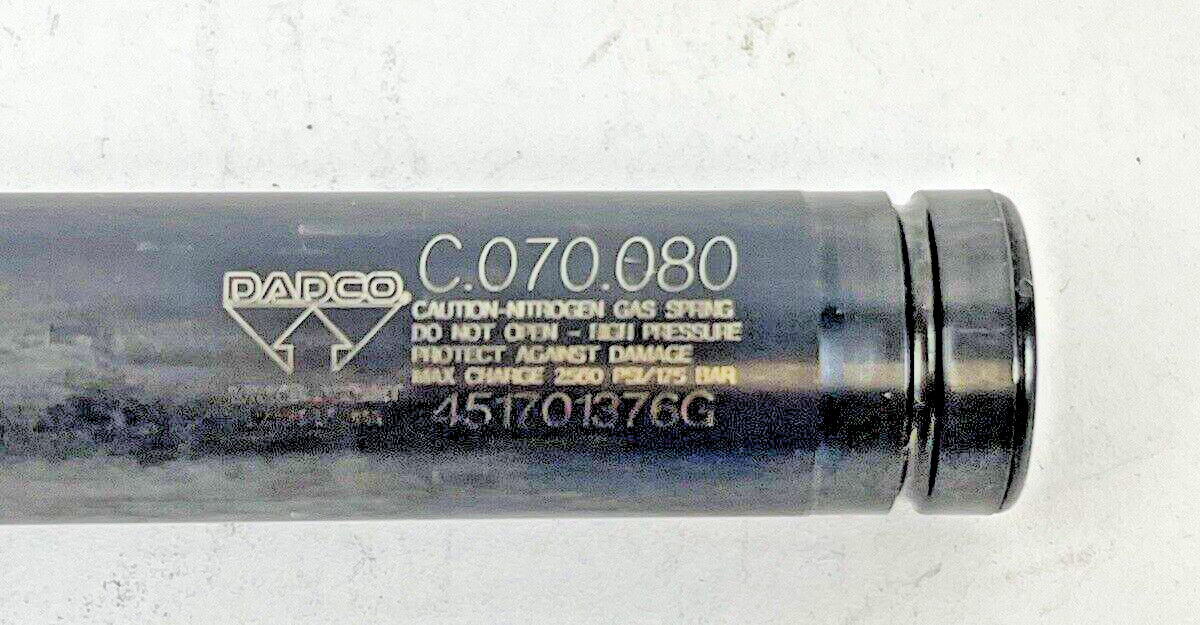 DADCO
C.070.080
CAUTION-NITROGEN GAS SPRING
DO NOT OPEN - HIGH PRESSURE
PROTECT AGAINST DAMAGE
MAX CHARGE 2560 PSI/175 BAR
451701376G